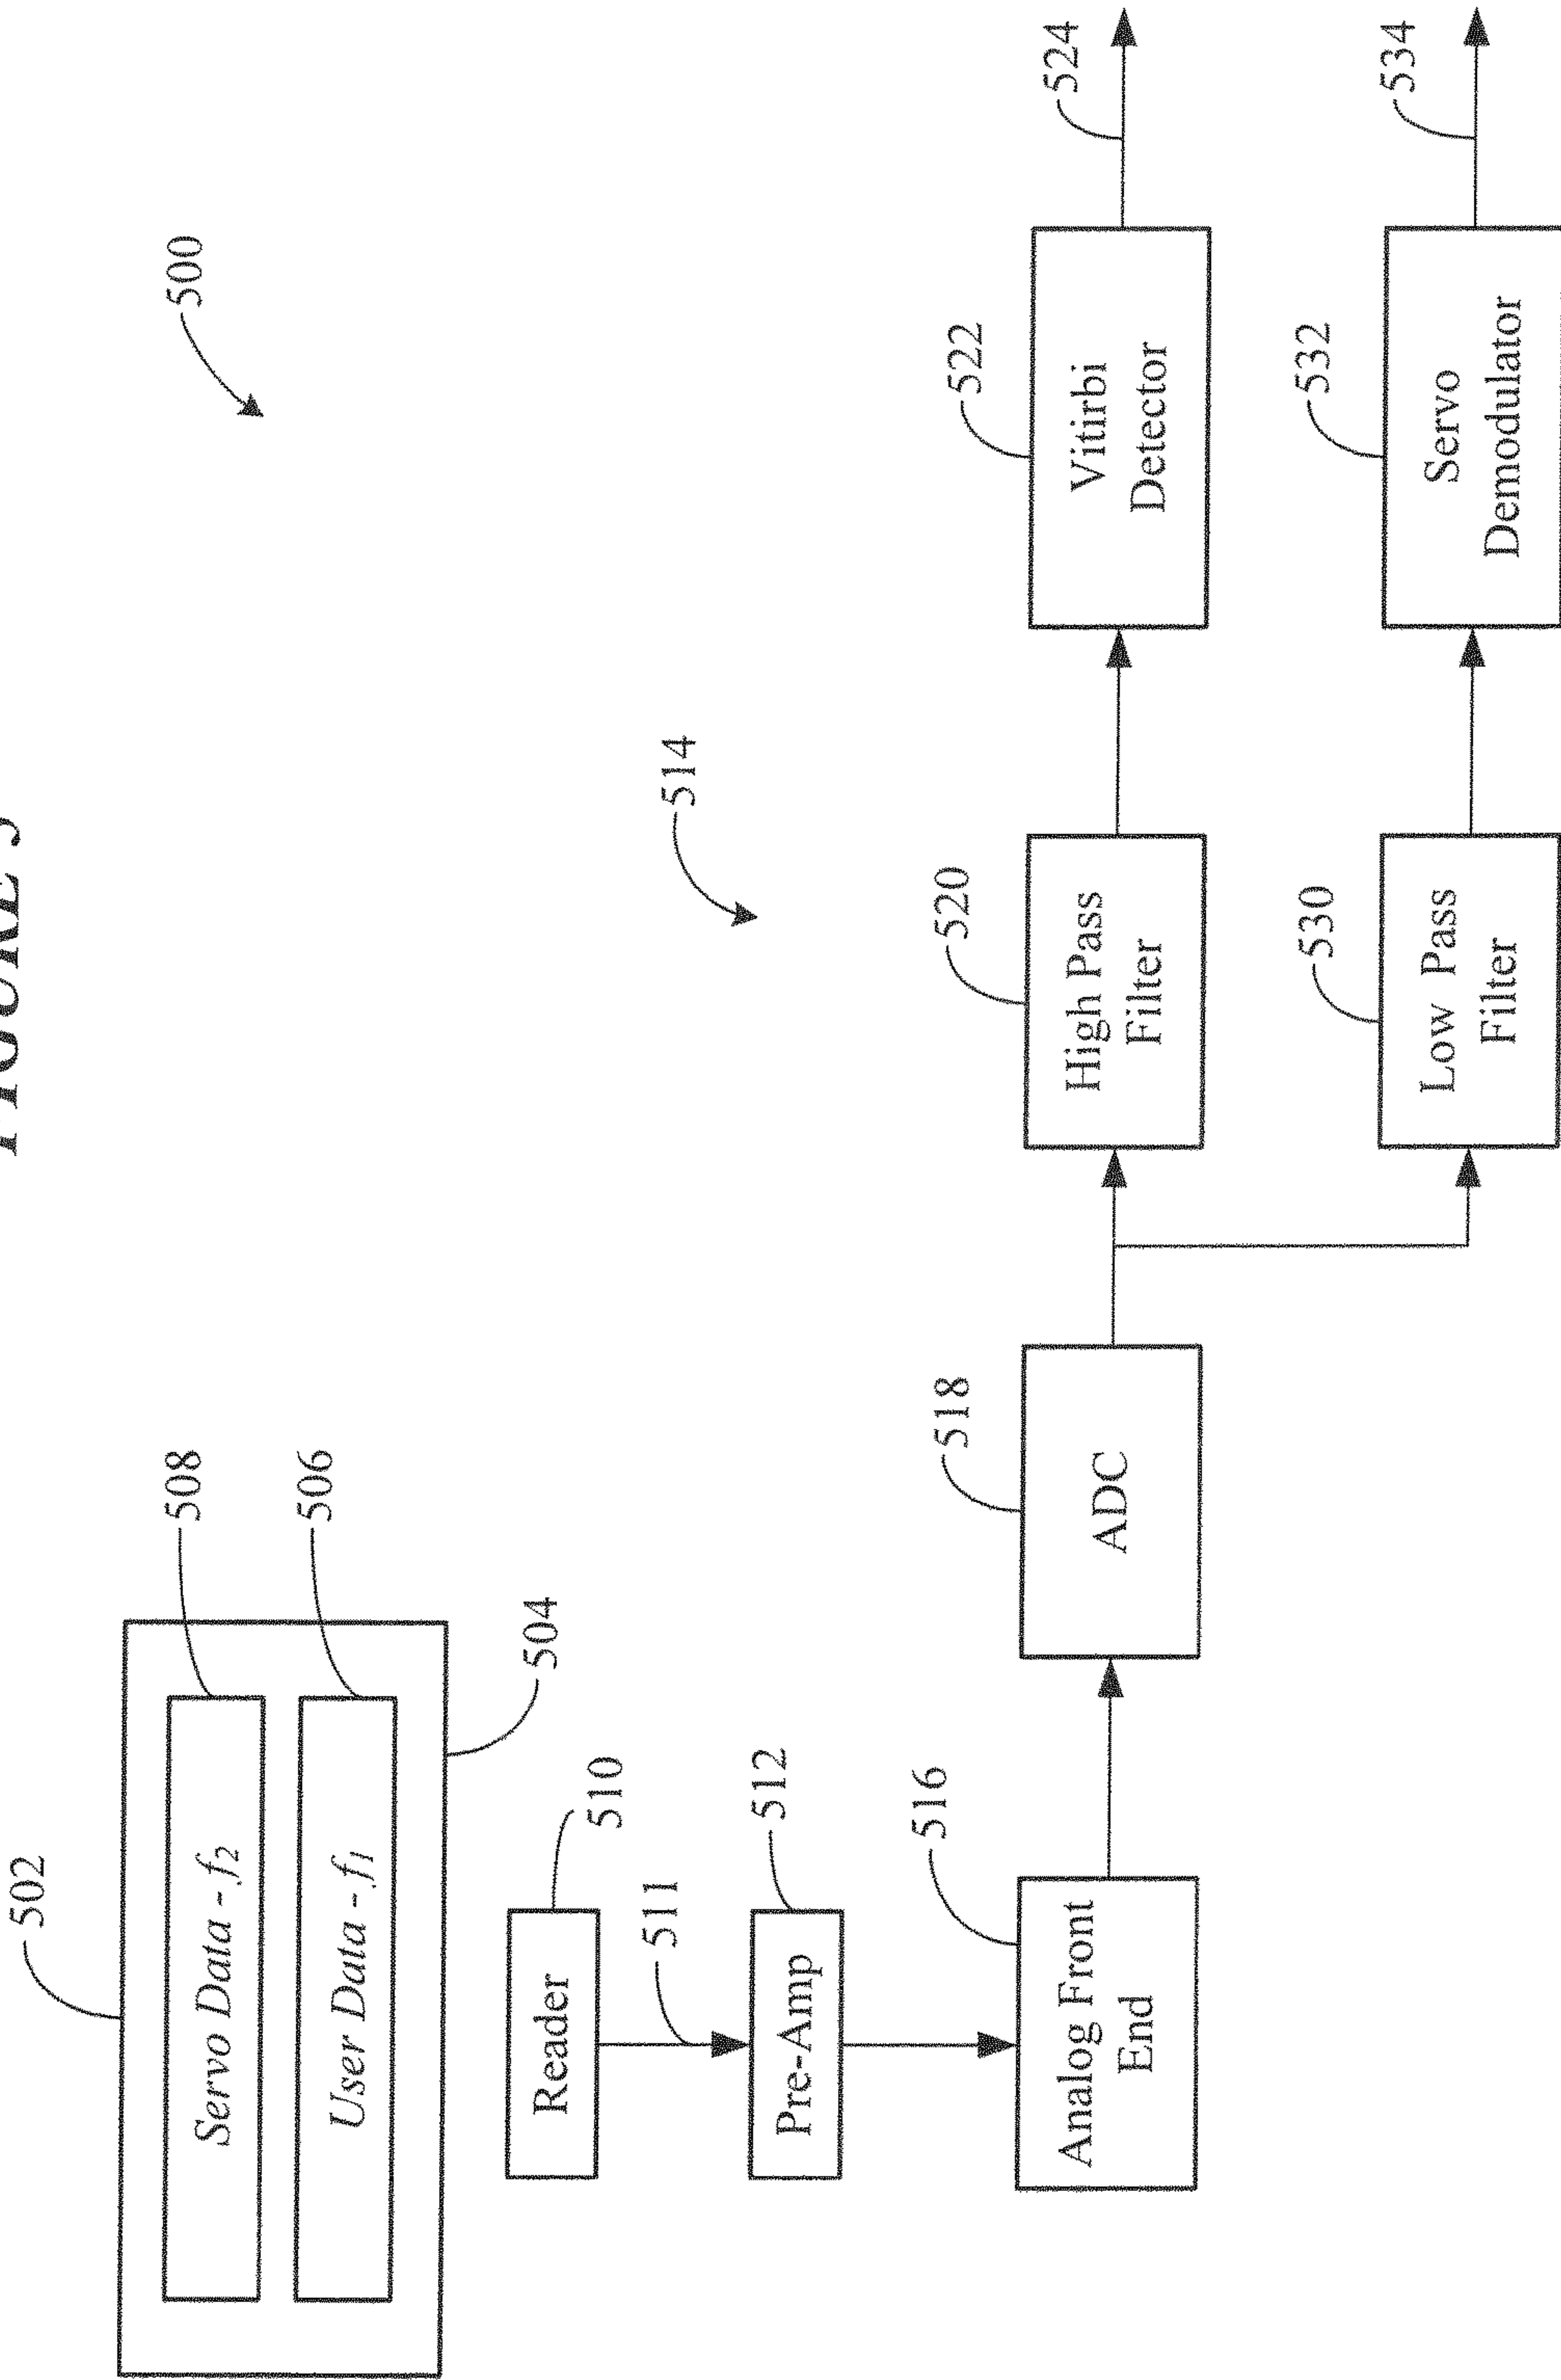 FIGURE
502
500
Servo Data - f2
508
User Data - f1
506
504
510
Reader
511
514
512
Pre-Amp
516
518
520
522
524
Analog Front
End
ADC
High Pass
Filter
Vitirbi
Detector
530
532
534
Low Pass
Filter
Servo
Demodulator